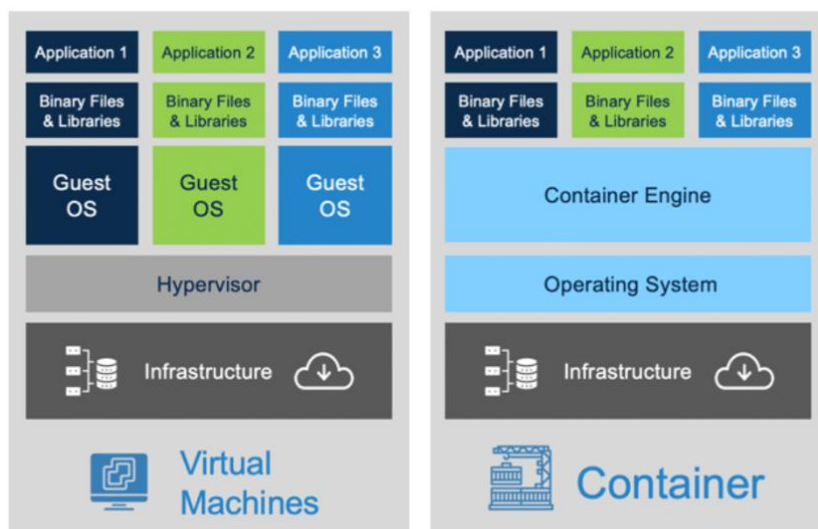 Application 1
Application 2
Application 3
Binary Files
& Libraries
Binary Files
& Libraries
Binary Files
& Libraries
Guest
OS
Guest
OS
Guest
OS
Hypervisor
Infrastructure
Virtual
Machines
Application 1
Application 2
Application 3
Binary Files
& Libraries
Binary Files
& Libraries
Binary Files
& Libraries
Container Engine
Operating System
Infrastructure
Container